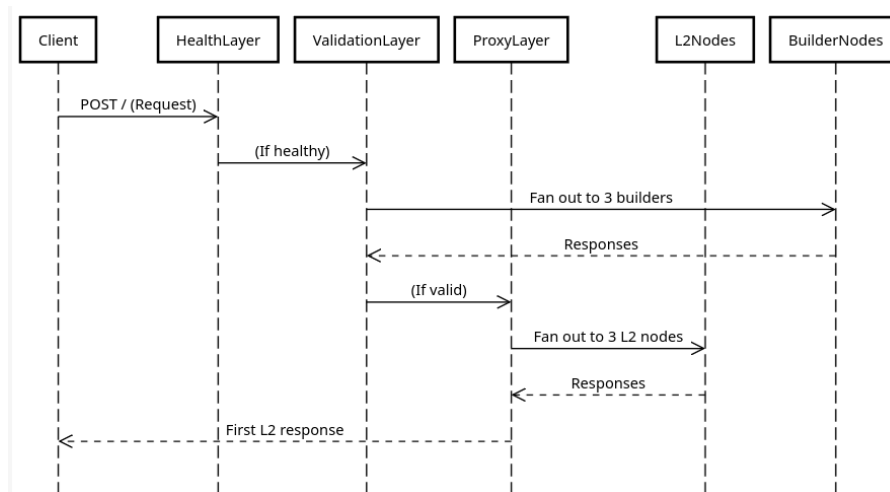 Client
HealthLayer
ValidationLayer
ProxyLayer
L2Nodes
BuilderNodes
POST / (Request)
(If healthy)
Fan out to 3 builders
Responses
(If valid)
Fan out to 3 L2 nodes
Responses
First L2 response